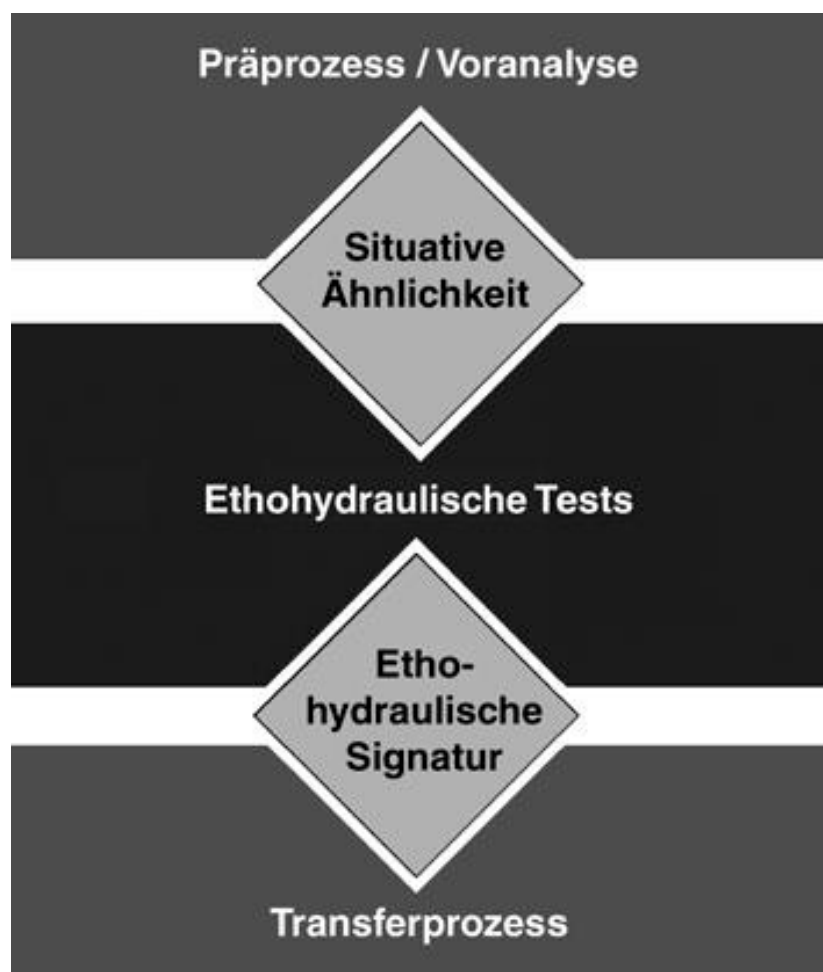 Präprozess / Voranalyse
Situative
Ähnlichkeit
Ethohydraulische Tests
Etho-
hydraulische
Signatur
Transferprozess